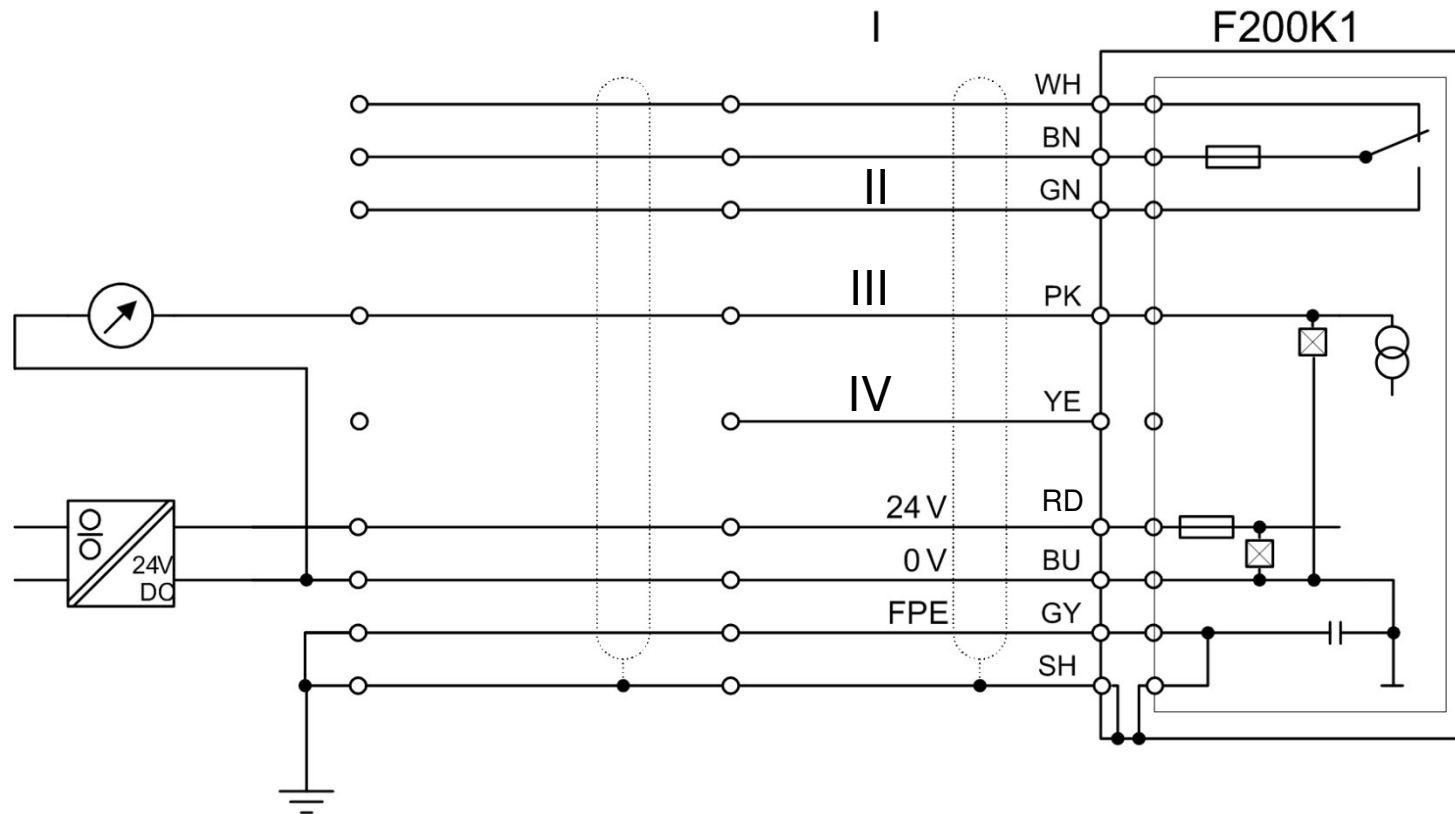 I F200K1
WH
BN
II GN
III PK
IV YE
24 V RD
24V
DC
0 V BU
FPE GY
SH